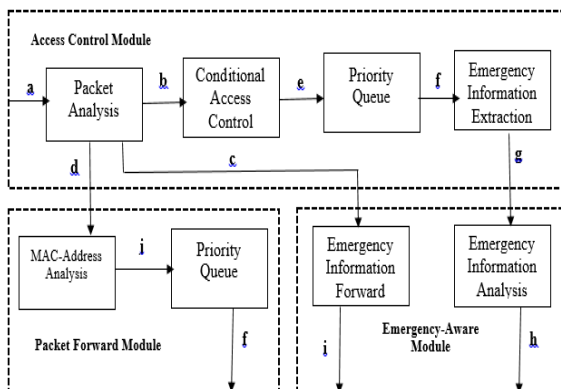 Access Control Module
a
Packet
Analysis
b
Conditional
Access
Control
e
Priority
Queue
f
Emergency
Information
Extraction
d
c
g
MAC-Address
Analysis
i
Priority
Queue
Emergency
Information
Forward
Emergency
Information
Analysis
Packet Forward Module
f
i
Emergency-Aware
Module
h